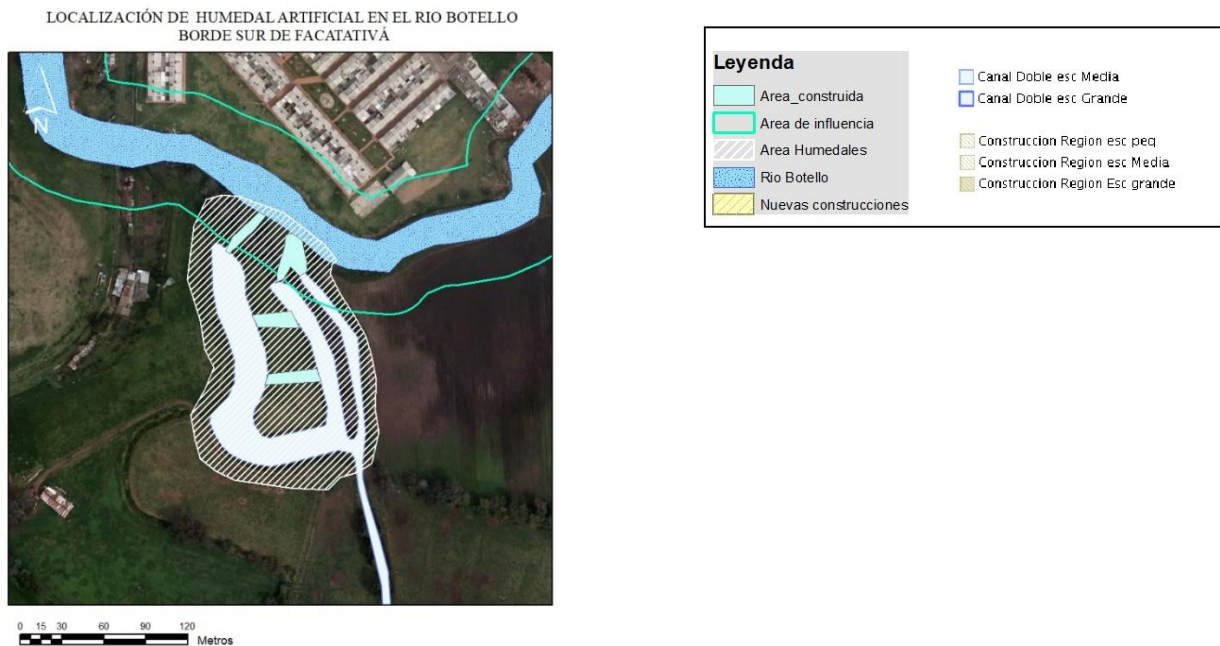 LOCALIZACIÓN DE HUMEDAL ARTIFICIAL EN EL RIO BOTELLO
BORDE SUR DE FACATATIVÁ
N
0 15 30 60 90 120
Metros
Leyenda
Area_construida
Area de influencia
Area Humedales
Rio Botello
Nuevas construcciones
Canal Doble esc Media
Canal Doble esc Grande
Construccion Region esc peq
Construccion Region esc Media
Construccion Region Esc grande